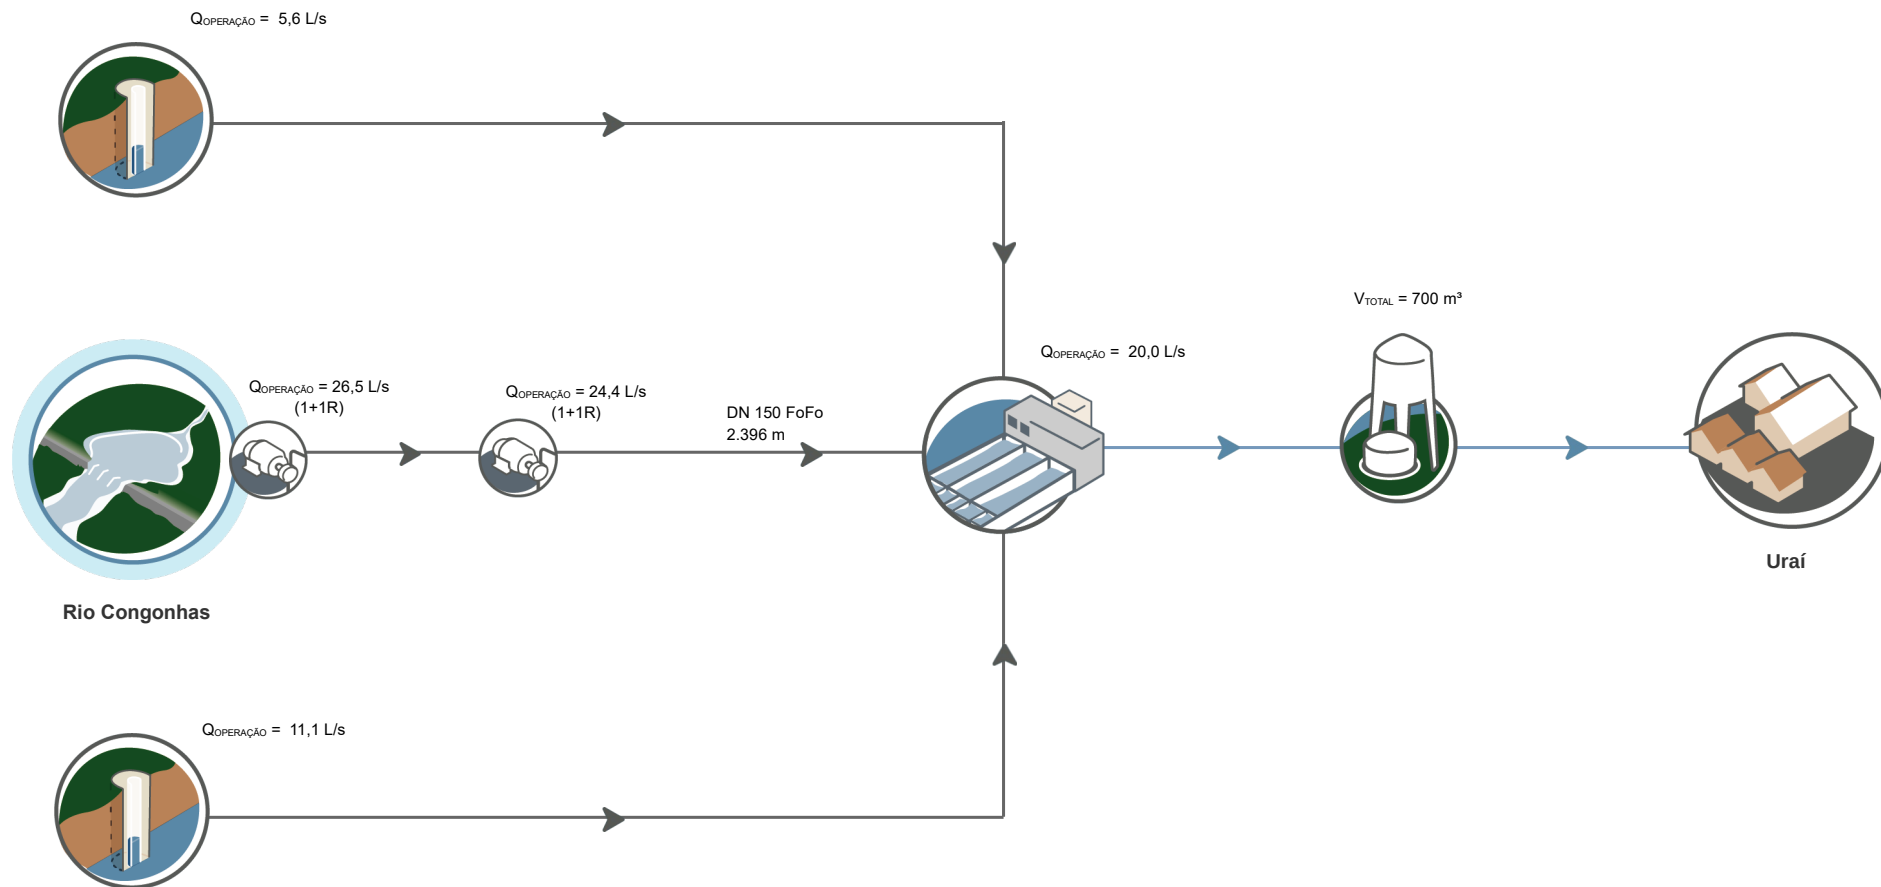 QOPERAÇÃO = 5,6 L/s
VTOTAL = 700 m³
QOPERAÇÃO = 20,0 L/s
QOPERAÇÃO = 26,5 L/s
(1+1R)
QOPERAÇÃO = 24,4 L/s
(1+1R)
DN 150 FoFo
2.396 m
Uraí
Rio Congonhas
QOPERAÇÃO = 11,1 L/s